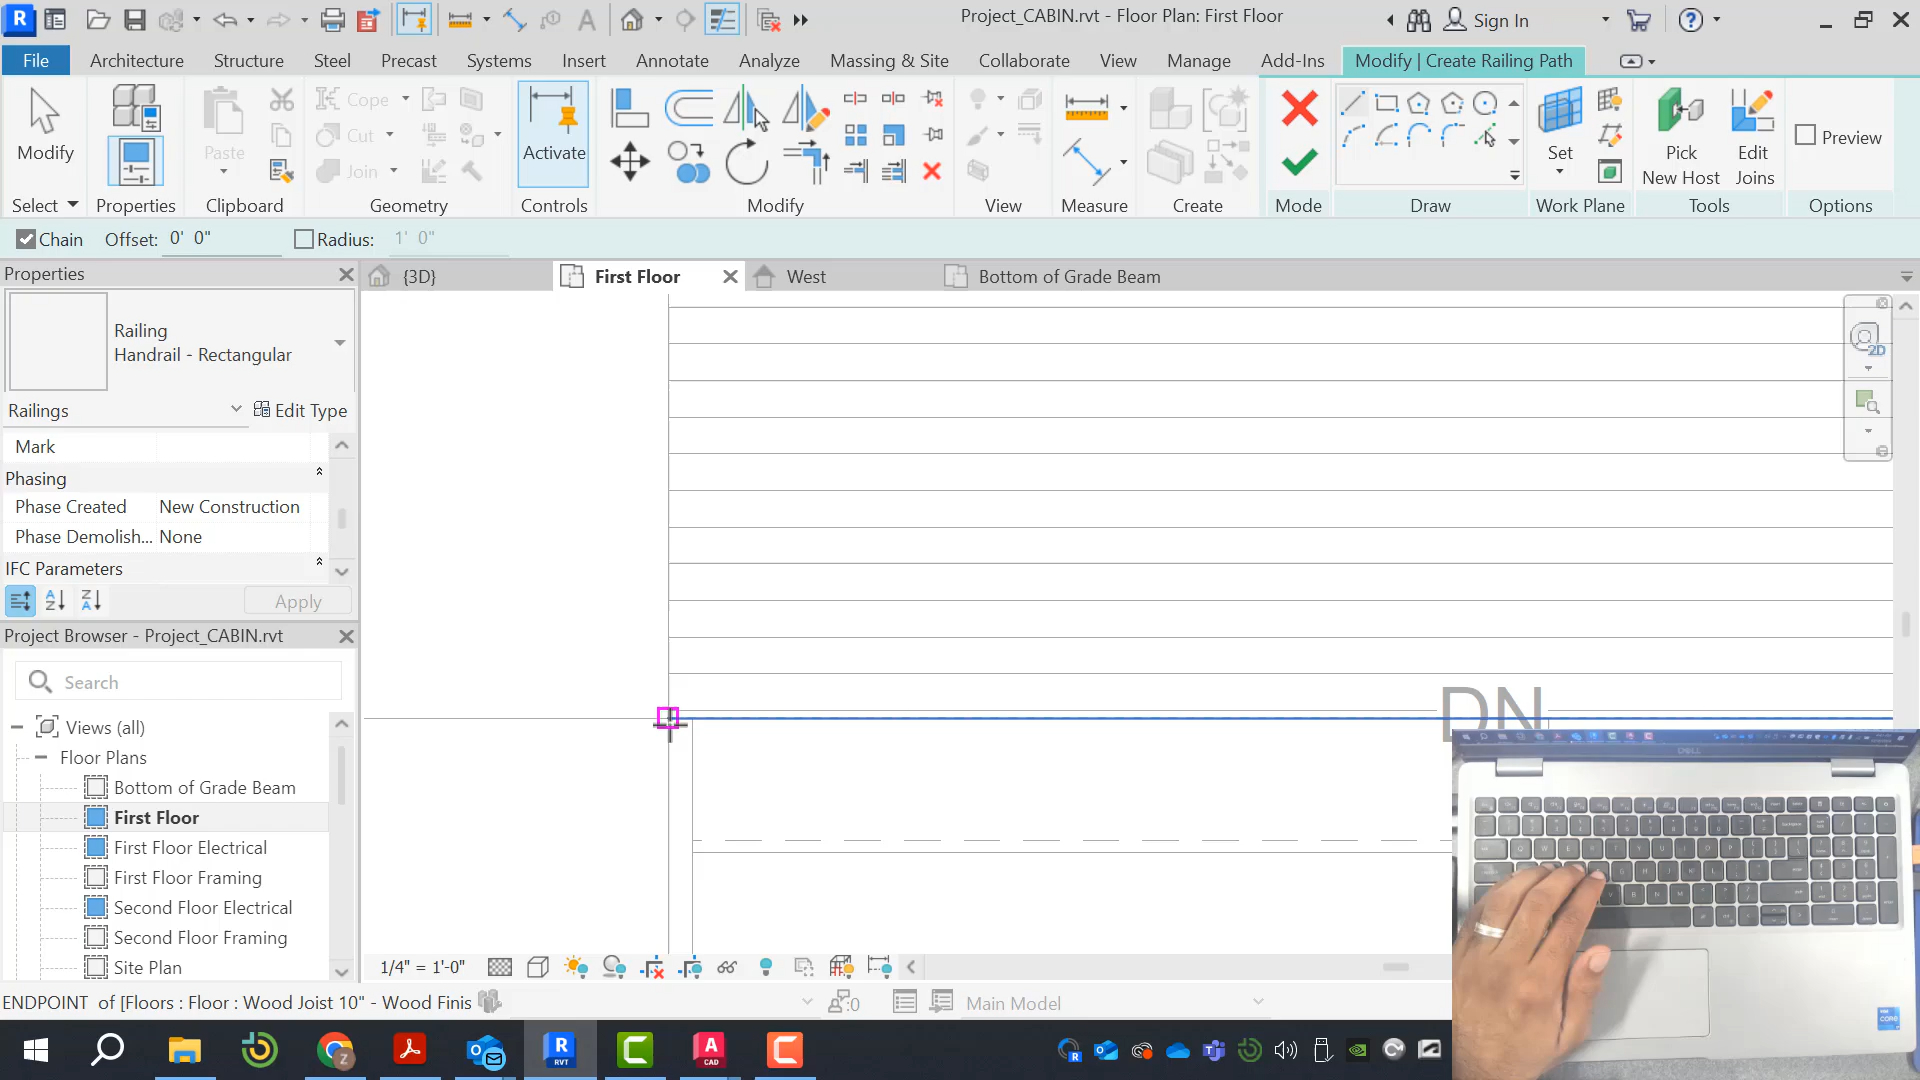 R
Project_CABIN.rvt - Floor Plan: First Floor
Sign In
File
Architecture
Structure
Steel
Precast
Systems
Insert
Annotate
Analyze
Massing & Site
Collaborate
View
Manage
Add-Ins
Modify | Create Railing Path
Modify
Paste
Cope
Cut
Join
Activate
Pick
New Host
Edit
Joins
Set
Preview
Select
Properties
Clipboard
Geometry
Controls
Modify
View
Measure
Create
Mode
Draw
Work Plane
Tools
Options
Chain
Offset: 0' 0"
Radius: 1' 0"
Properties
{3D}
First Floor
West
Bottom of Grade Beam
Railing
Handrail - Rectangular
Railings
Edit Type
Mark
Phasing
Phase Created
New Construction
Phase Demolish...
None
IFC Parameters
Apply
2D
Project Browser - Project_CABIN.rvt
Search
Views (all)
Floor Plans
Bottom of Grade Beam
First Floor
First Floor Electrical
First Floor Framing
Second Floor Electrical
Second Floor Framing
Site Plan
DN
DELL
1/4" = 1'-0"
ENDPOINT of [Floors : Floor : Wood Joist 10" - Wood Finis
:0
Main Model
R
RVT
C
A
CAD
C